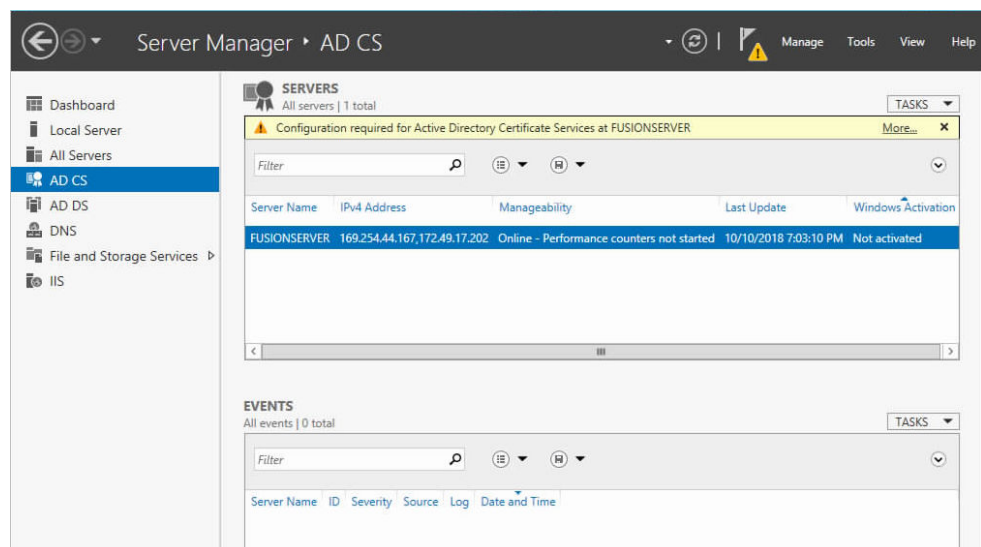 Server Manager • AD CS
Manage Tools View Help
Dashboard
Local Server
All Servers
AD CS
AD DS
DNS
File and Storage Services
IIS
SERVERS
All servers | 1 total
TASKS
Configuration required for Active Directory Certificate Services at FUSIONSERVER More...
Filter
Server Name IPv4 Address Manageability Last Update Windows Activation
FUSIONSERVER 169.254.44.167,172.49.17.202 Online - Performance counters not started 10/10/2018 7:03:10 PM Not activated
EVENTS
All events | 0 total
TASKS
Filter
Server Name ID Severity Source Log Date and Time